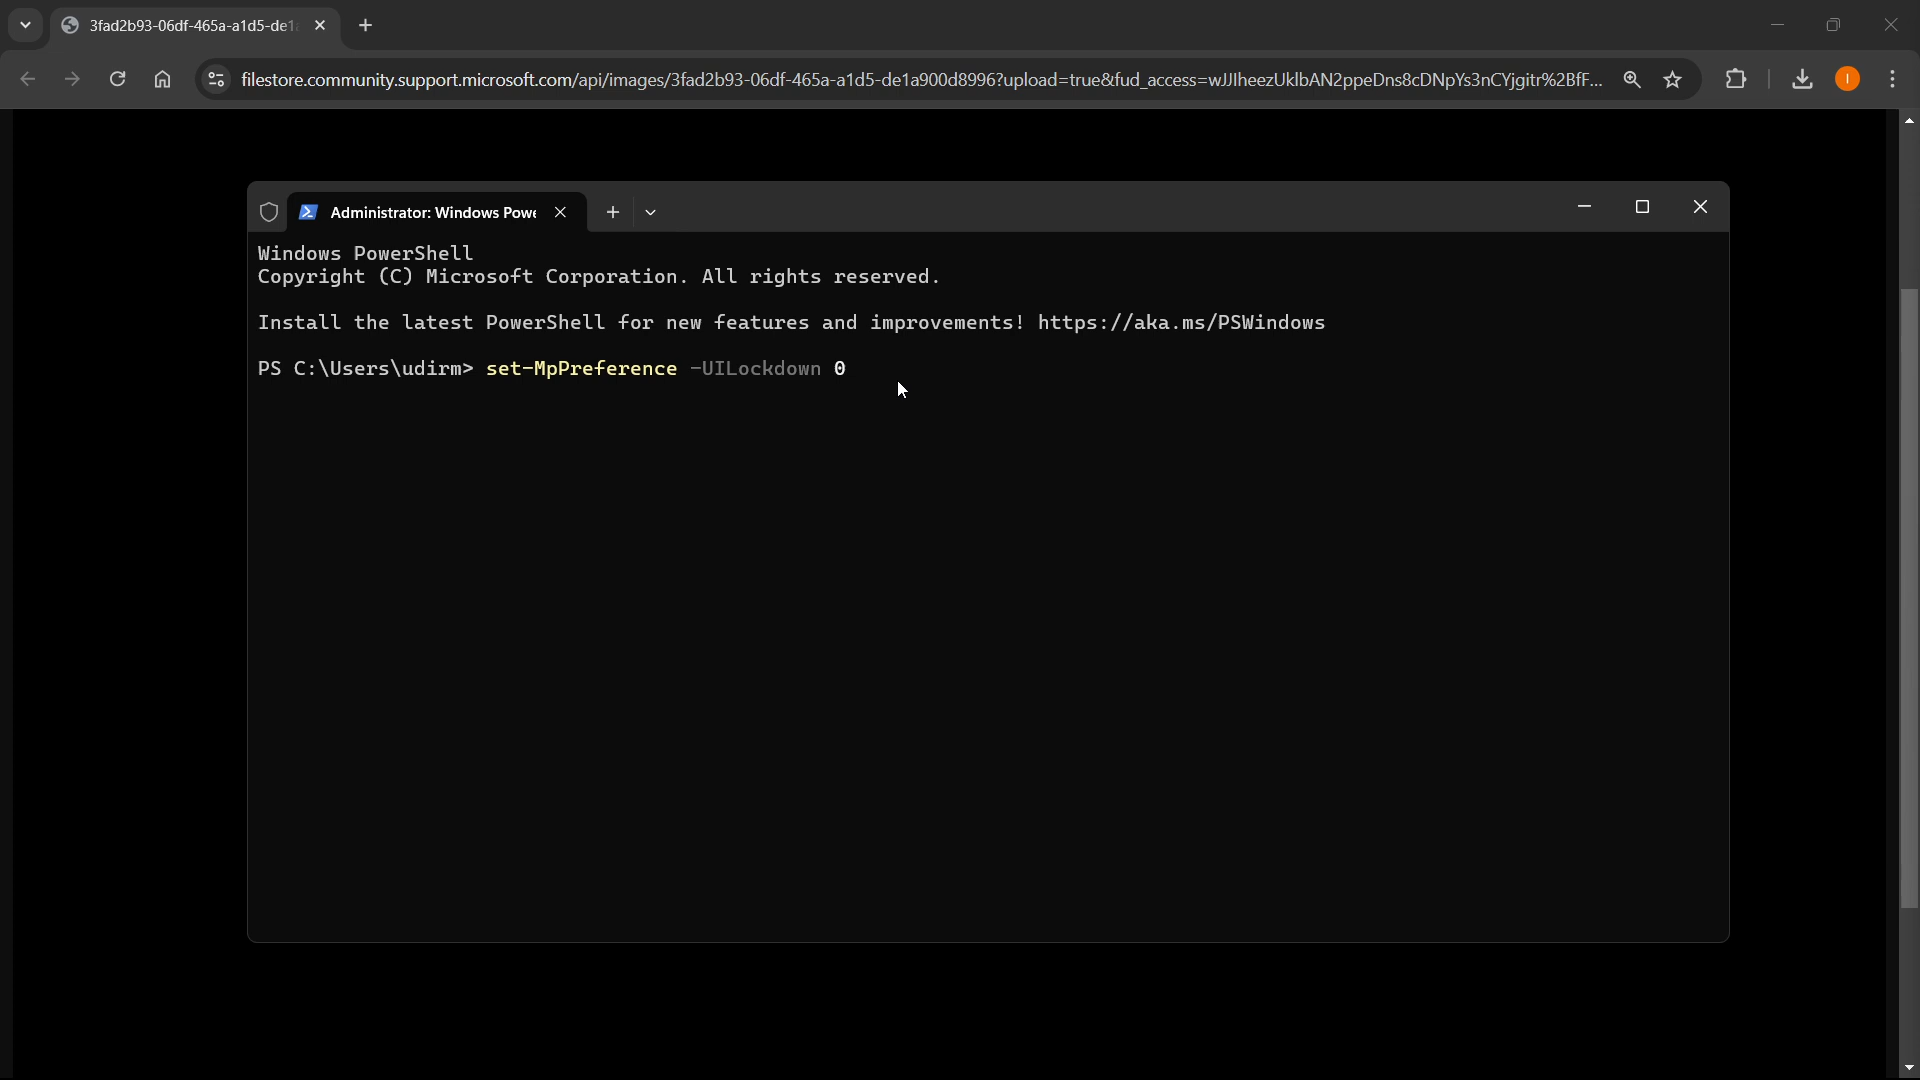 3fad2b93-06df-465a-a1d5-de1
filestore.community.support.microsoft.com/api/images/3fad2b93-06df-465a-a1d5-de1a900d8996?upload=true&fud_access=wJJIheezUklbAN2ppeDns8cDNpYs3nCYjgitr%2BfF...
I
Administrator: Windows Powe
Windows PowerShell
Copyright (C) Microsoft Corporation. All rights reserved.
Install the latest PowerShell for new features and improvements! https://aka.ms/PSWindows
PS C:\Users\udirm> set-MpPreference -UILockdown 0